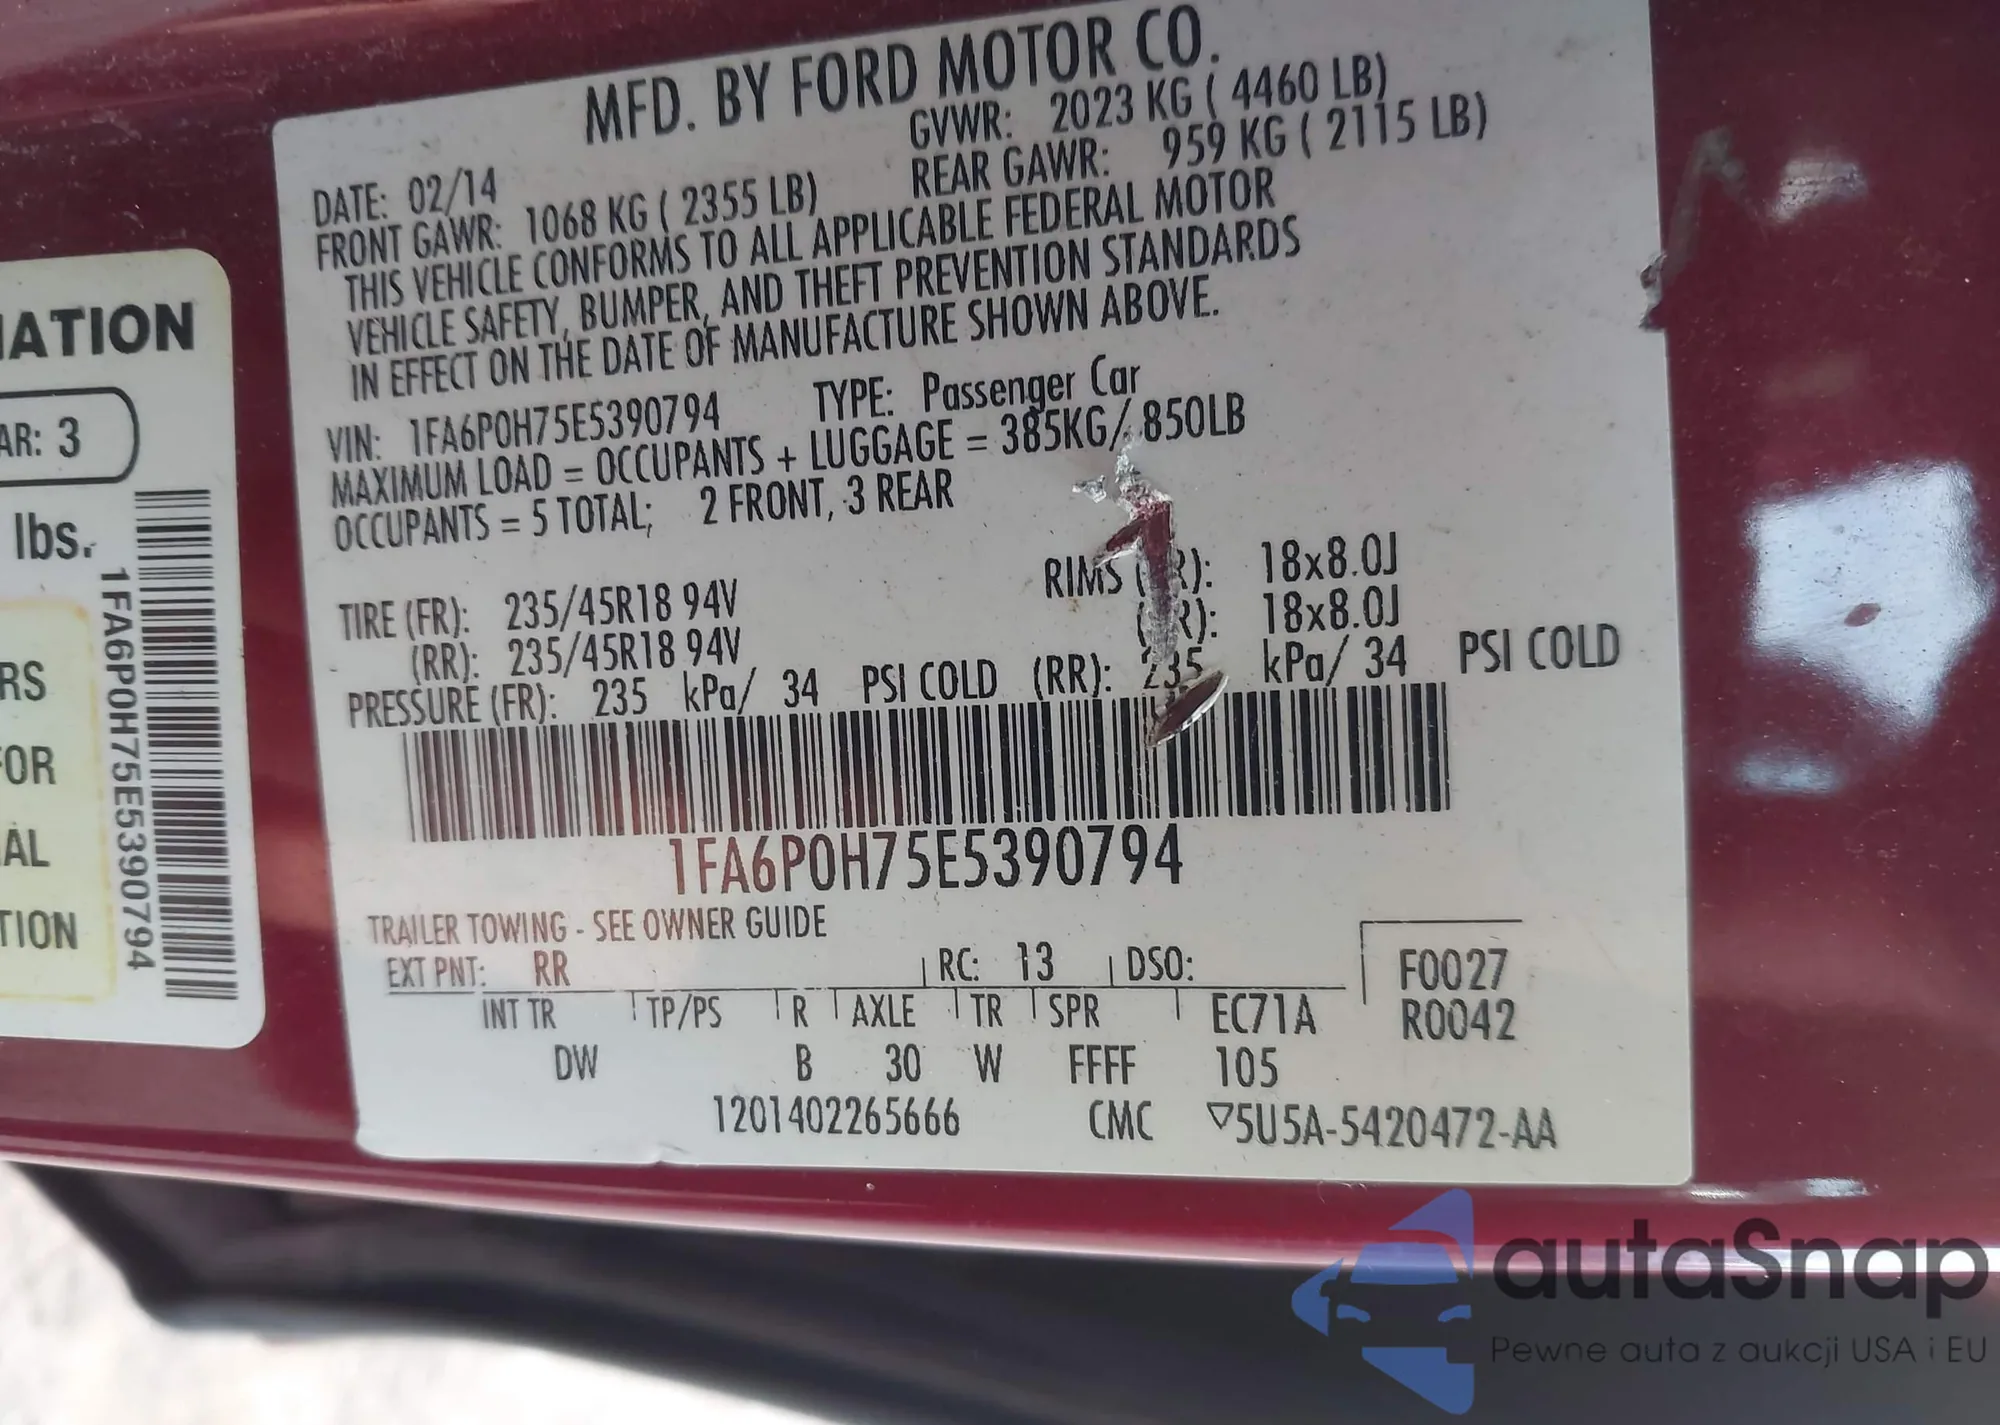 MFD. BY FORD MOTOR CO.
DATE: 02/14 GVWR: 2023 KG ( 4460 LB)
FRONT GAWR: 1068 KG ( 2355 LB) REAR GAWR: 959 KG ( 2115 LB)
THIS VEHICLE CONFORMS TO ALL APPLICABLE FEDERAL MOTOR
VEHICLE SAFETY, BUMPER, AND THEFT PREVENTION STANDARDS
IN EFFECT ON THE DATE OF MANUFACTURE SHOWN ABOVE.
VIN: 1FA6P0H75E5390794 TYPE: Passenger Car
MAXIMUM LOAD = OCCUPANTS + LUGGAGE = 385KG/ 850LB
OCCUPANTS = 5 TOTAL; 2 FRONT, 3 REAR
TIRE (FR): 235/45R18 94V RIMS 18x8.0J
(RR): 235/45R18 94V 18x8.0J
PRESSURE (FR): 235 kPa/ 34 PSI COLD (RR): 235 kPa/ 34 PSI COLD
1FA6P0H75E5390794
TRAILER TOWING - SEE OWNER GUIDE
EXT PNT: RR RC: 13 DSO: F0027
INT TR TP/PS R AXLE TR SPR EC71A R0042
DW B 30 W FFFF 105
1201402265666 CMC ▽5U5A-5420472-AA
IATION
AR: 3
lbs.
1FA6P0H75E5390794
RS
FOR
AL
TION
autaSnap
Pewne auta z aukcji USA i EU